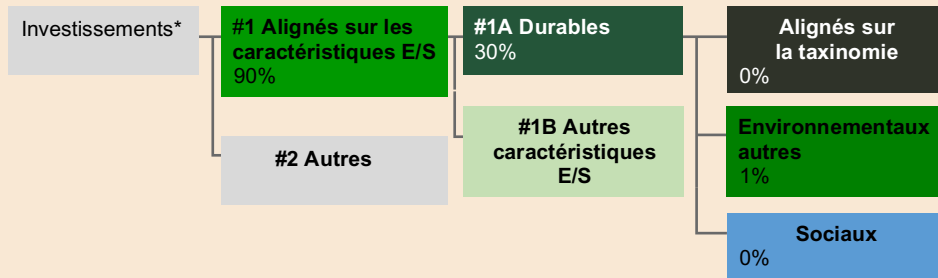 Investissements*
#1 Alignés sur les
caractéristiques E/S
90%
#2 Autres
#1A Durables
30%
#1B Autres
caractéristiques
E/S
Alignés sur
la taxinomie
0%
Environnementaux
autres
1%
Sociaux
0%